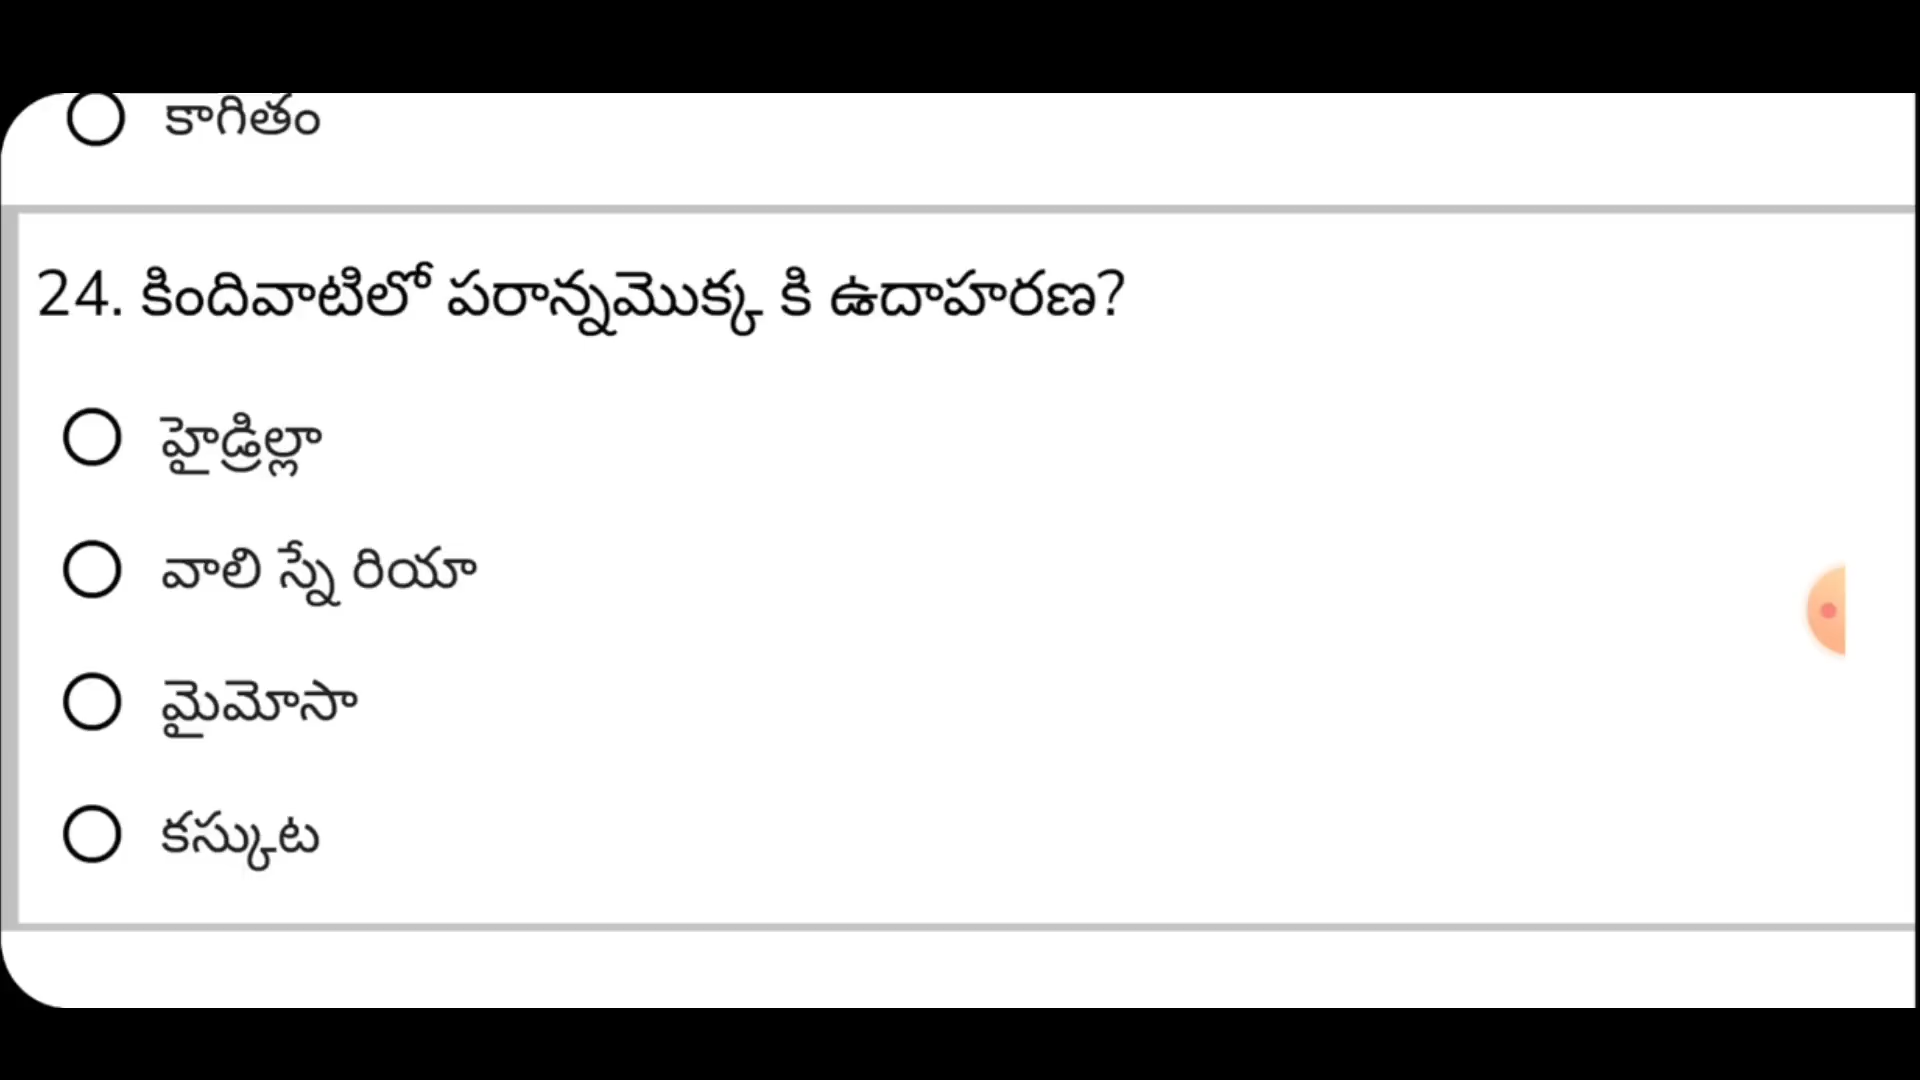 కాగితం
24. కిందివాటిలో పరాన్నమొక్క కి ఉదాహరణ?
హైడ్రిల్లా
వాలి స్నే రియా
మైమోసా
కస్కుట